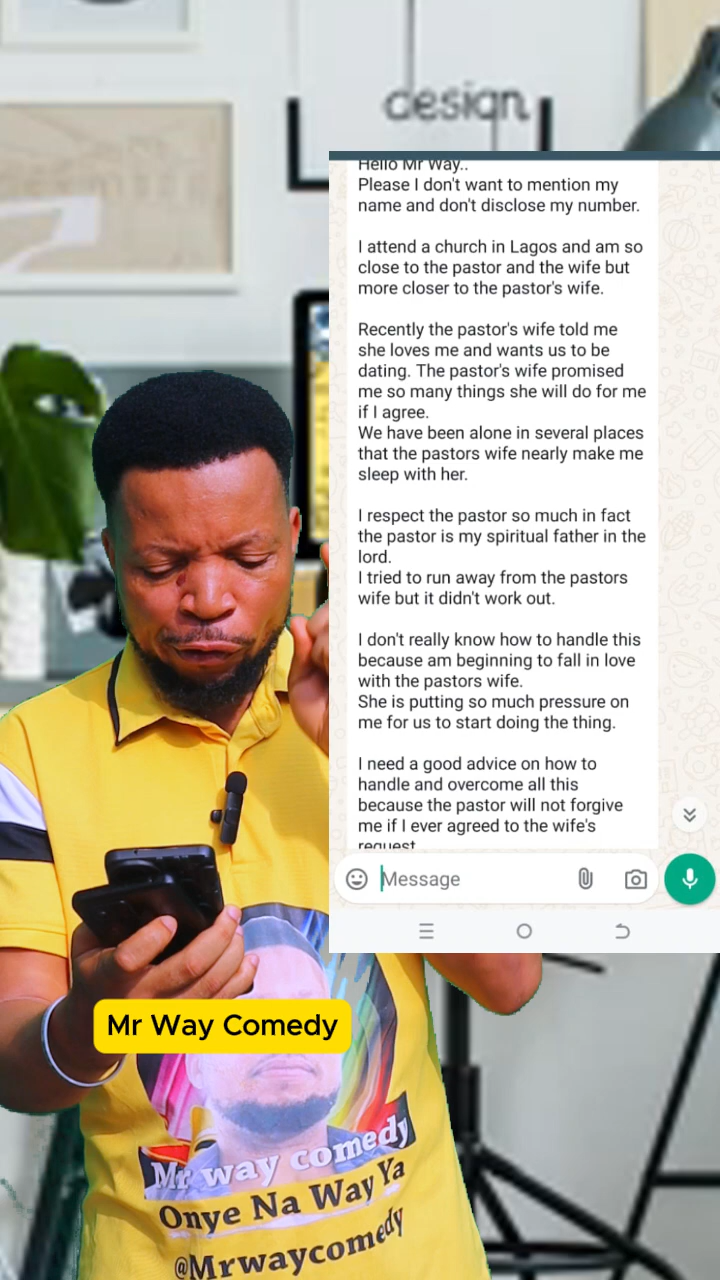 design
Hello Mr Way..
Please I don't want to mention my
name and don't disclose my number.
I attend a church in Lagos and am so
close to the pastor and the wife but
more closer to the pastor's wife.
Recently the pastor's wife told me
she loves me and wants us to be
dating. The pastor's wife promised
me so many things she will do for me
if I agree.
We have been alone in several places
that the pastors wife nearly make me
sleep with her.
I respect the pastor so much in fact
the pastor is my spiritual father in the
lord.
I tried to run away from the pastors
wife but it didn't work out.
I don't really know how to handle this
because am beginning to fall in love
with the pastors wife.
She is putting so much pressure on
me for us to start doing the thing.
I need a good advice on how to
handle and overcome all this
because the pastor will not forgive
me if I ever agreed to the wife's
request
Message
Mr Way Comedy
Mr way comedy
Onye Na Way Ya
@Mrwaycomedy